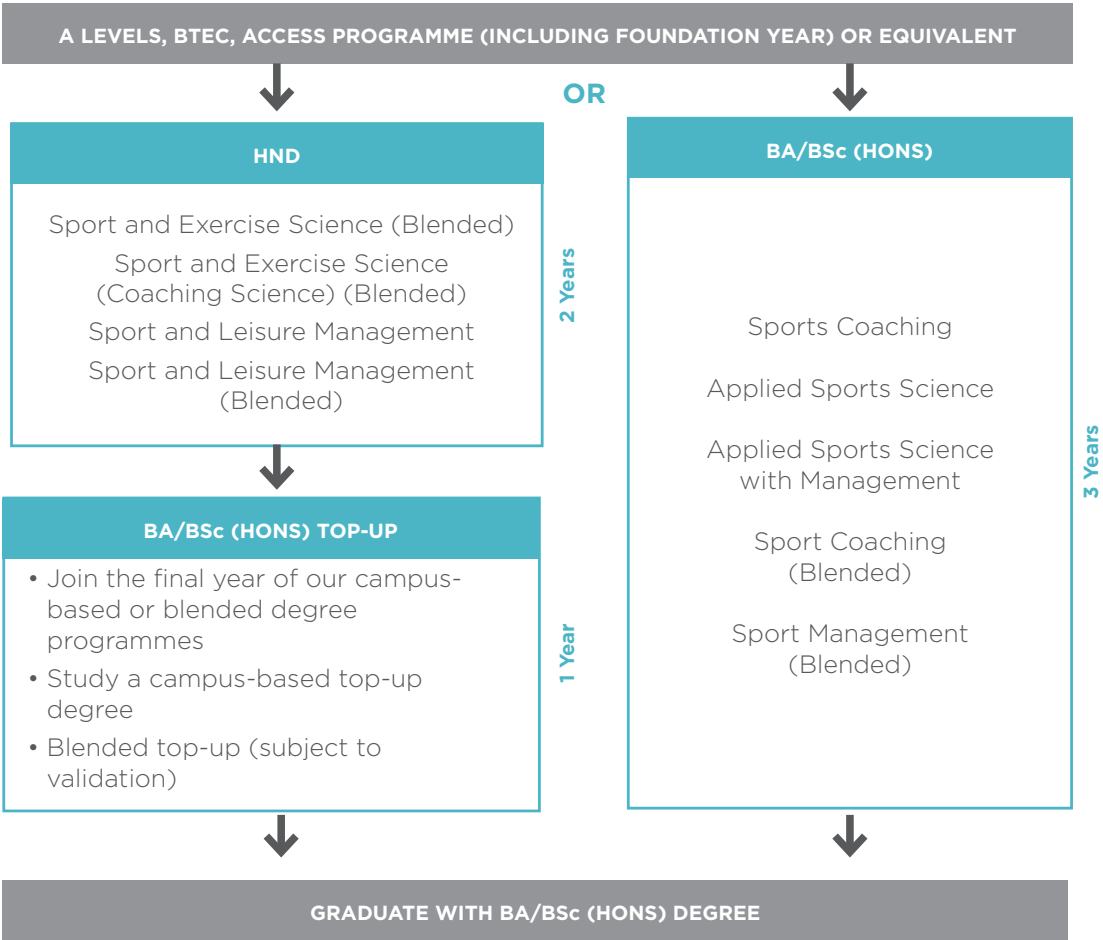 A LEVELS, BTEC, ACCESS PROGRAMME (INCLUDING FOUNDATION YEAR) OR EQUIVALENT
OR
HND
Sport and Exercise Science (Blended)
Sport and Exercise Science
(Coaching Science) (Blended)
Sport and Leisure Management
Sport and Leisure Management
(Blended)
2 Years
BA/BSc (HONS) TOP-UP
• Join the final year of our campus-
based or blended degree
programmes
• Study a campus-based top-up
degree
• Blended top-up (subject to
validation)
1 Year
BA/BSc (HONS)
Sports Coaching
Applied Sports Science
Applied Sports Science
with Management
Sport Coaching
(Blended)
Sport Management
(Blended)
3 Years
GRADUATE WITH BA/BSc (HONS) DEGREE